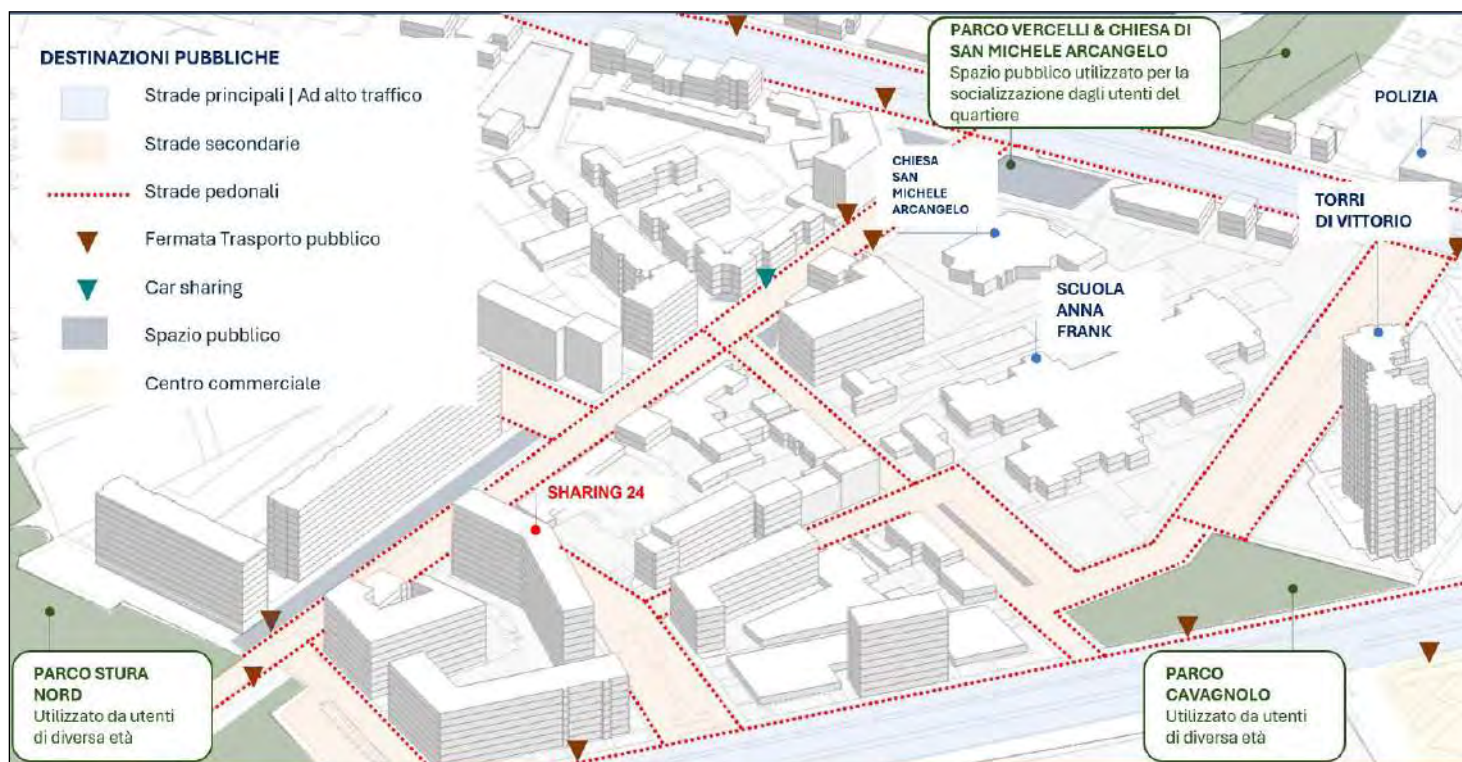 DESTINAZIONI PUBBLICHE
Strade principali | Ad alto traffico
Strade secondarie
Strade pedonali
Fermata Trasporto pubblico
Car sharing
Spazio pubblico
Centro commerciale
PARCO VERCELLI & CHIESA DI
SAN MICHELE ARCANGELO
Spazio pubblico utilizzato per la
socializzazione dagli utenti del
quartiere
POLIZIA
CHIESA
SAN
MICHELE
ARCANGELO
TORRI
DI VITTORIO
SCUOLA
ANNA
FRANK
SHARING 24
PARCO STURA
NORD
Utilizzato da utenti
di diversa età
PARCO
CAVAGNOLO
Utilizzato da utenti
di diversa età